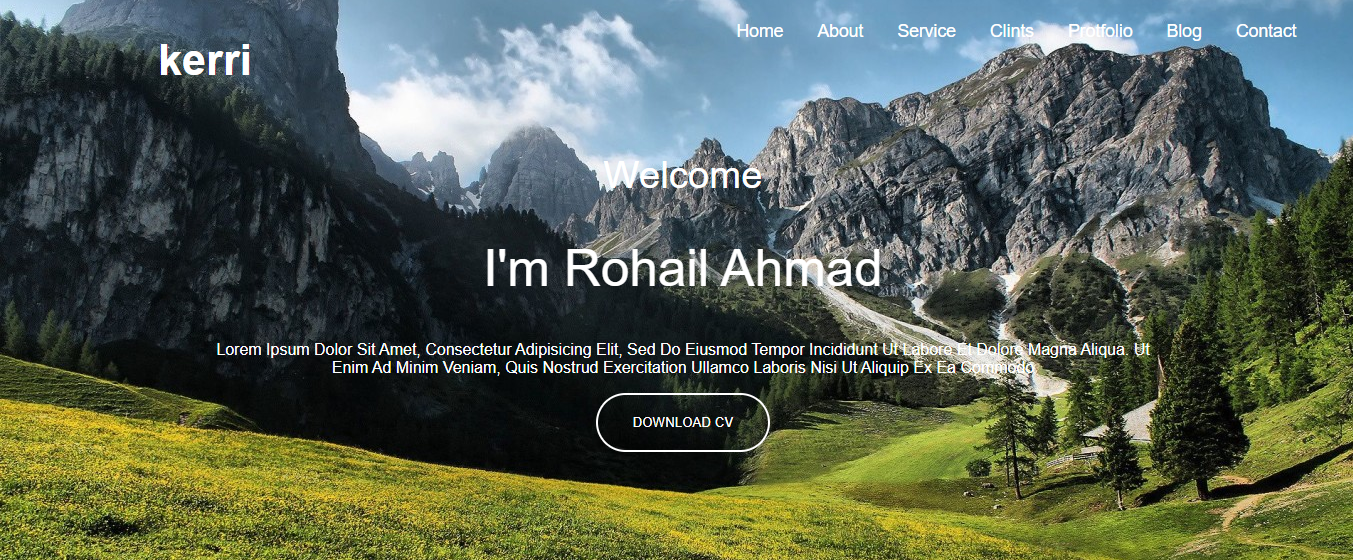 kerri
Home About Service Clints Protfolio Blog Contact
Welcome
I'm Rohail Ahmad
Lorem Ipsum Dolor Sit Amet, Consectetur Adipisicing Elit, Sed Do Eiusmod Tempor Incididunt Ut Labore Et Dolore Magna Aliqua. Ut
Enim Ad Minim Veniam, Quis Nostrud Exercitation Ullamco Laboris Nisi Ut Aliquip Ex Ea Commodo
DOWNLOAD CV